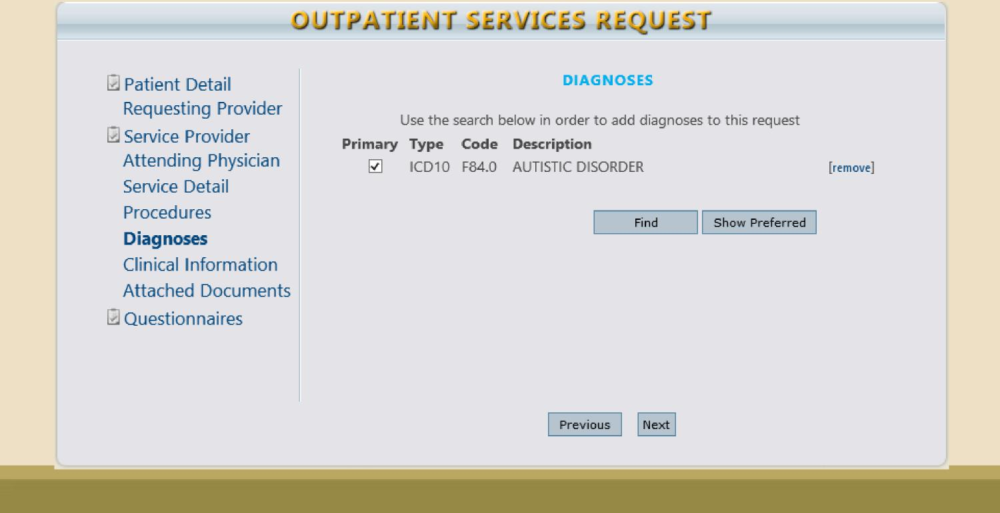 OUTPATIENT SERVICES REQUEST
Patient Detail
Requesting Provider
Service Provider
Attending Physician
Service Detail
Procedures
Diagnoses
Clinical Information
Attached Documents
Questionnaires
DIAGNOSES
Use the search below in order to add diagnoses to this request
Primary Type Code Description
ICD10 F84.0 AUTISTIC DISORDER [remove]
Find Show Preferred
Previous Next